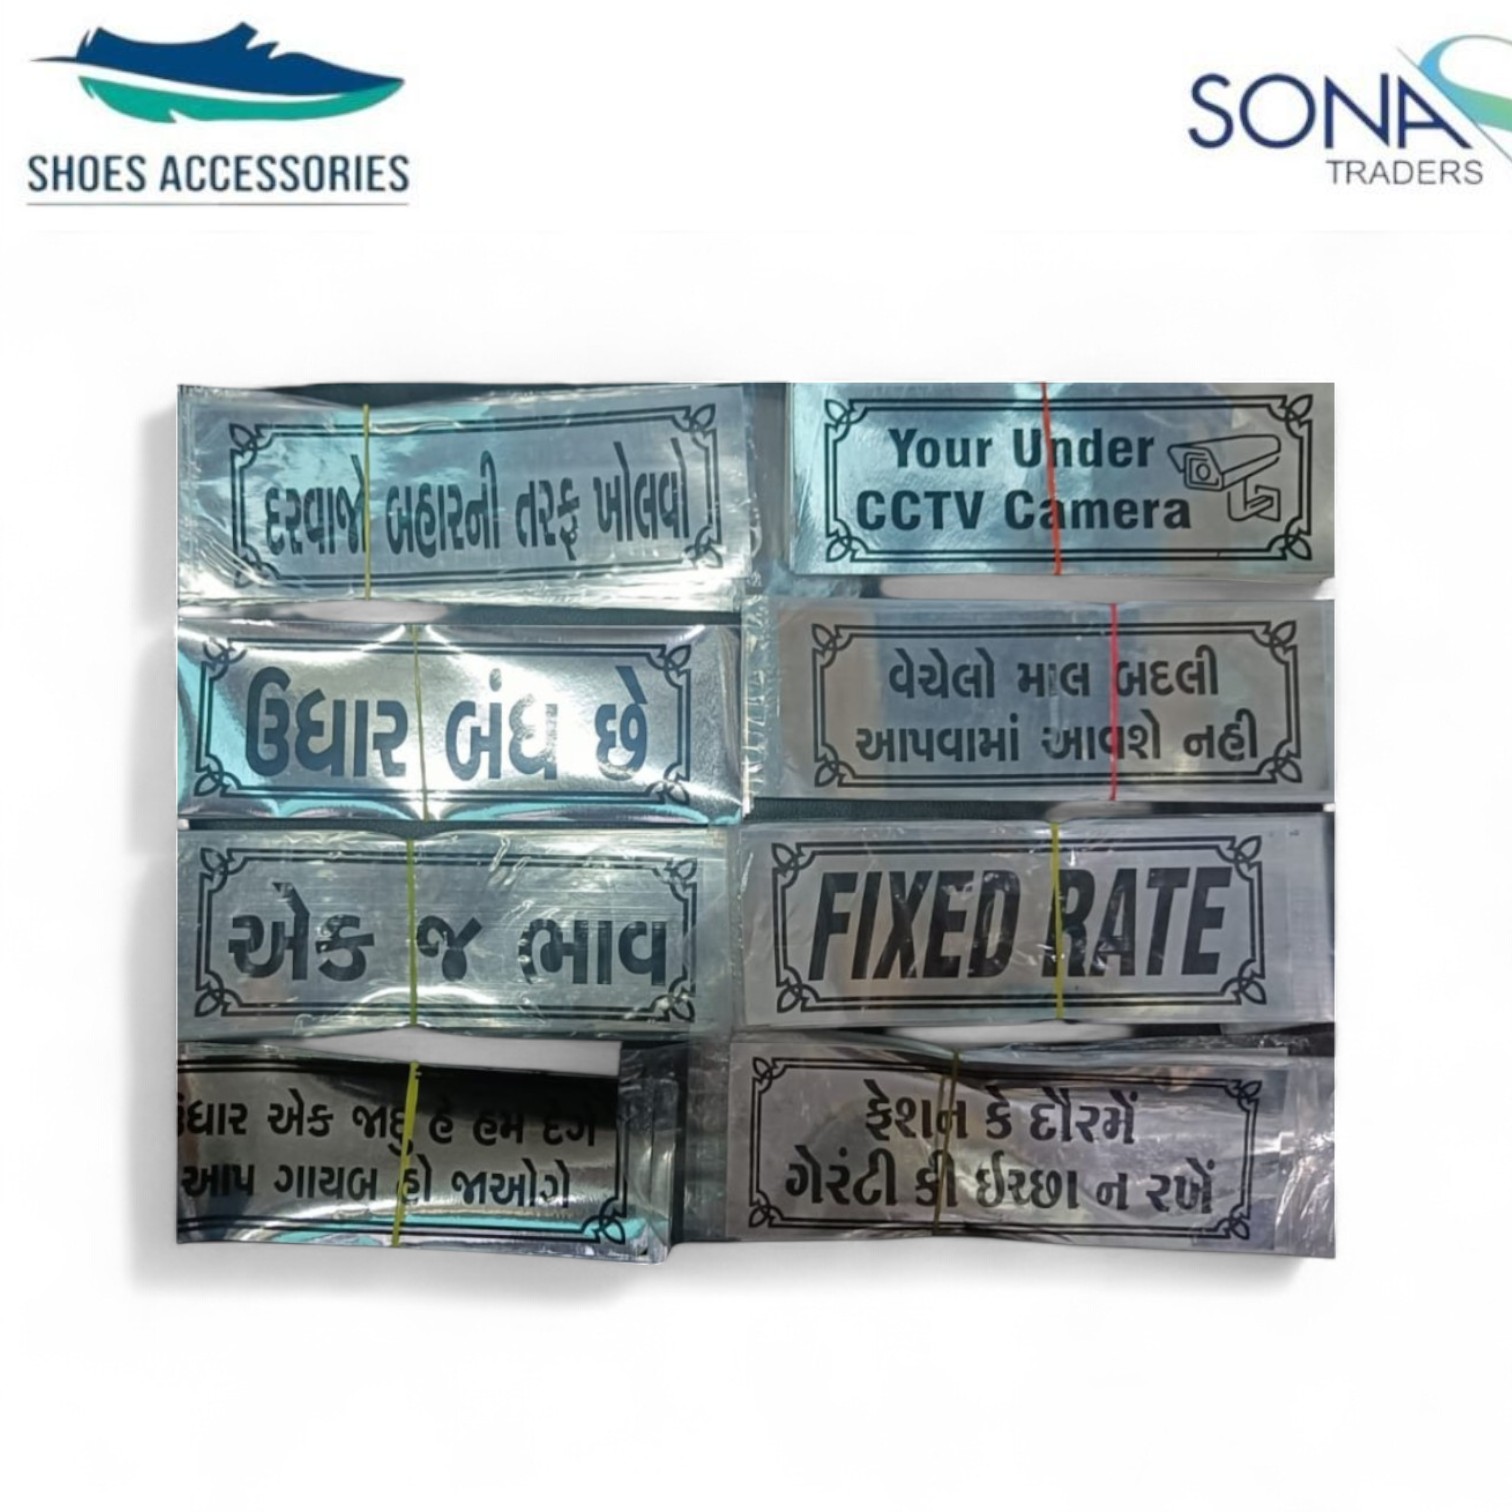 SHOES ACCESSORIES
SONA
TRADERS
દરવાજો બહારની તરફ ખોલવો
Your Under
CCTV Camera
ઉધાર બંધ છે
વેચેલો માલ બદલી
આપવામાં આવશે નહી
એક જ ભાવ
FIXED RATE
એક જાદુ હે હમ દેગે
આપ ગાયબ હો જાઓગે
ફેશન કે દૌરમેં
ગેરંટી કી ઈચ્છા ન રખેં